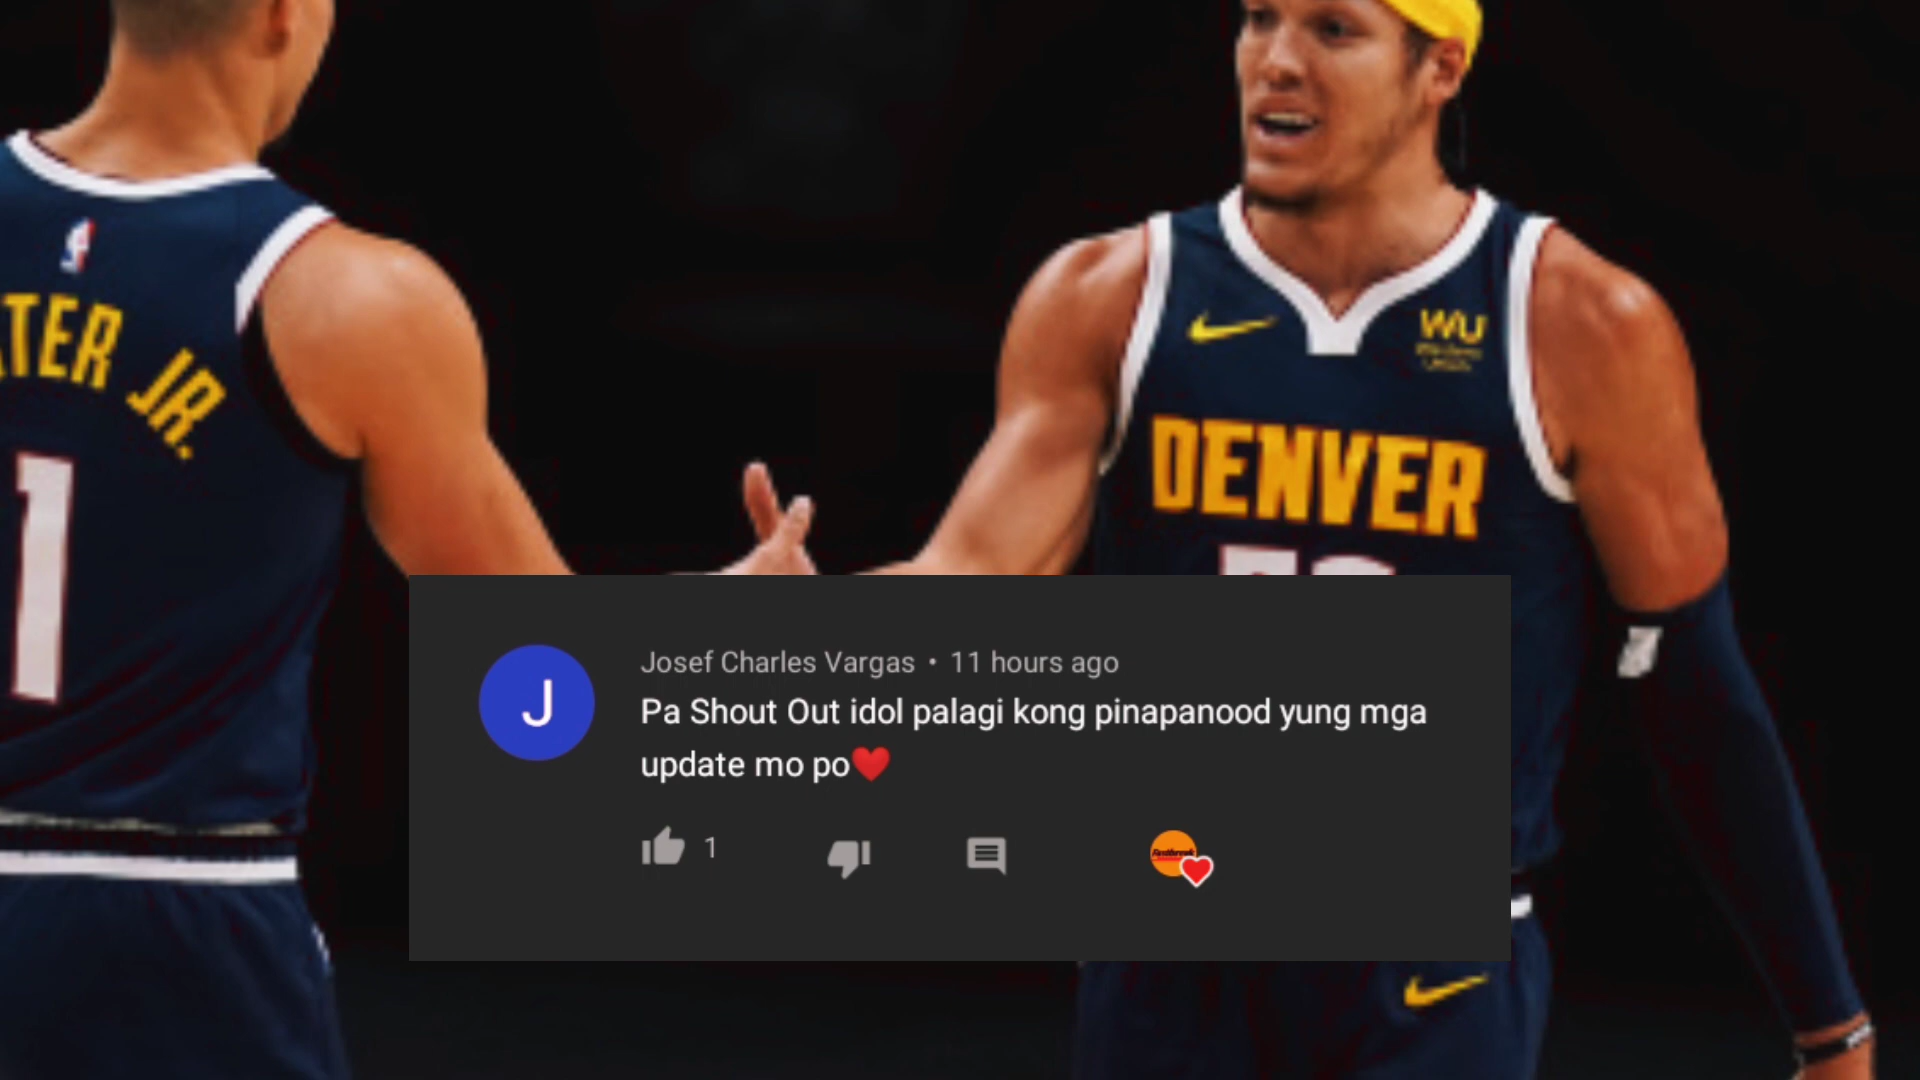 WU
TER JR.
1
DENVER
Josef Charles Vargas • 11 hours ago
Pa Shout Out idol palagi kong pinapanood yung mga
update mo po❤️
1